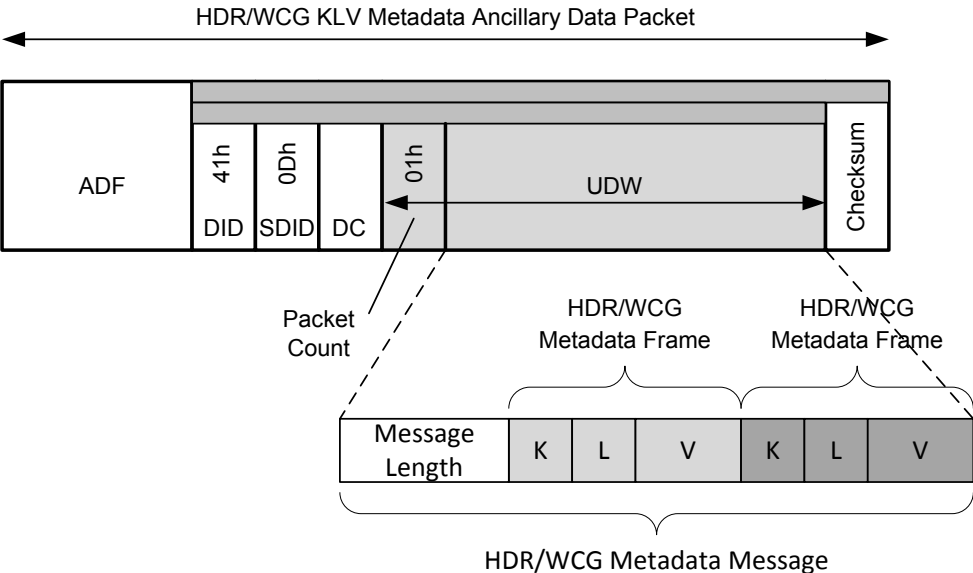 HDR/WCG KLV Metadata Ancillary Data Packet
ADF
41h
DID
0Dh
SDID
DC
01h
UDW
Checksum
Packet
Count
HDR/WCG
Metadata Frame
HDR/WCG
Metadata Frame
Message
Length
K
L
V
K
L
V
HDR/WCG Metadata Message